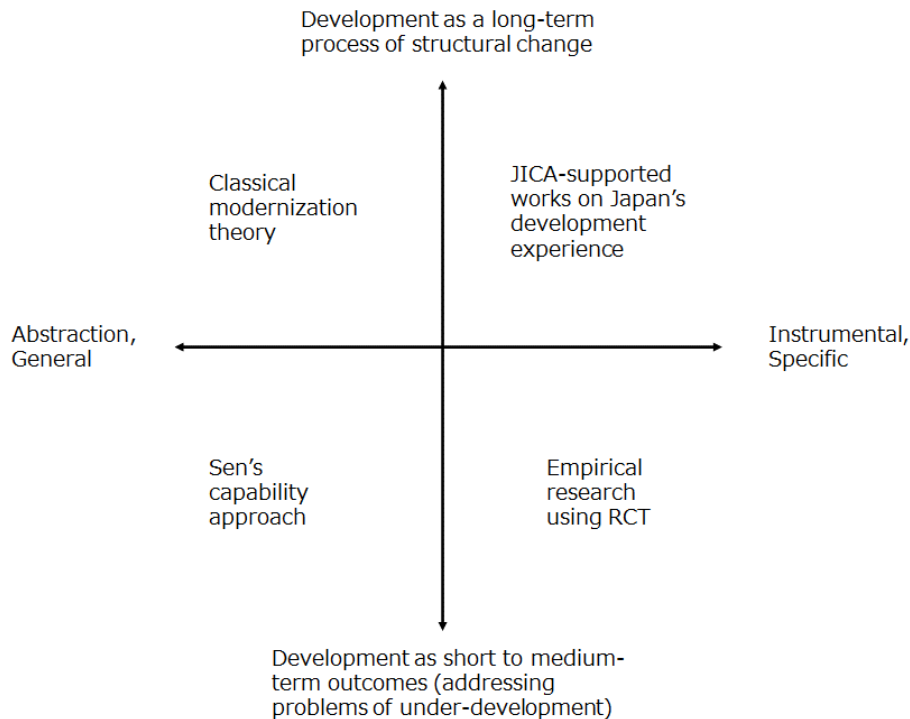 Development as a long-term
process of structural change
Classical
modernization
theory
JICA-supported
works on Japan's
development
experience
Abstraction,
General
Instrumental,
Specific
Sen's
capability
approach
Empirical
research
using RCT
Development as short to medium-
term outcomes (addressing
problems of under-development)